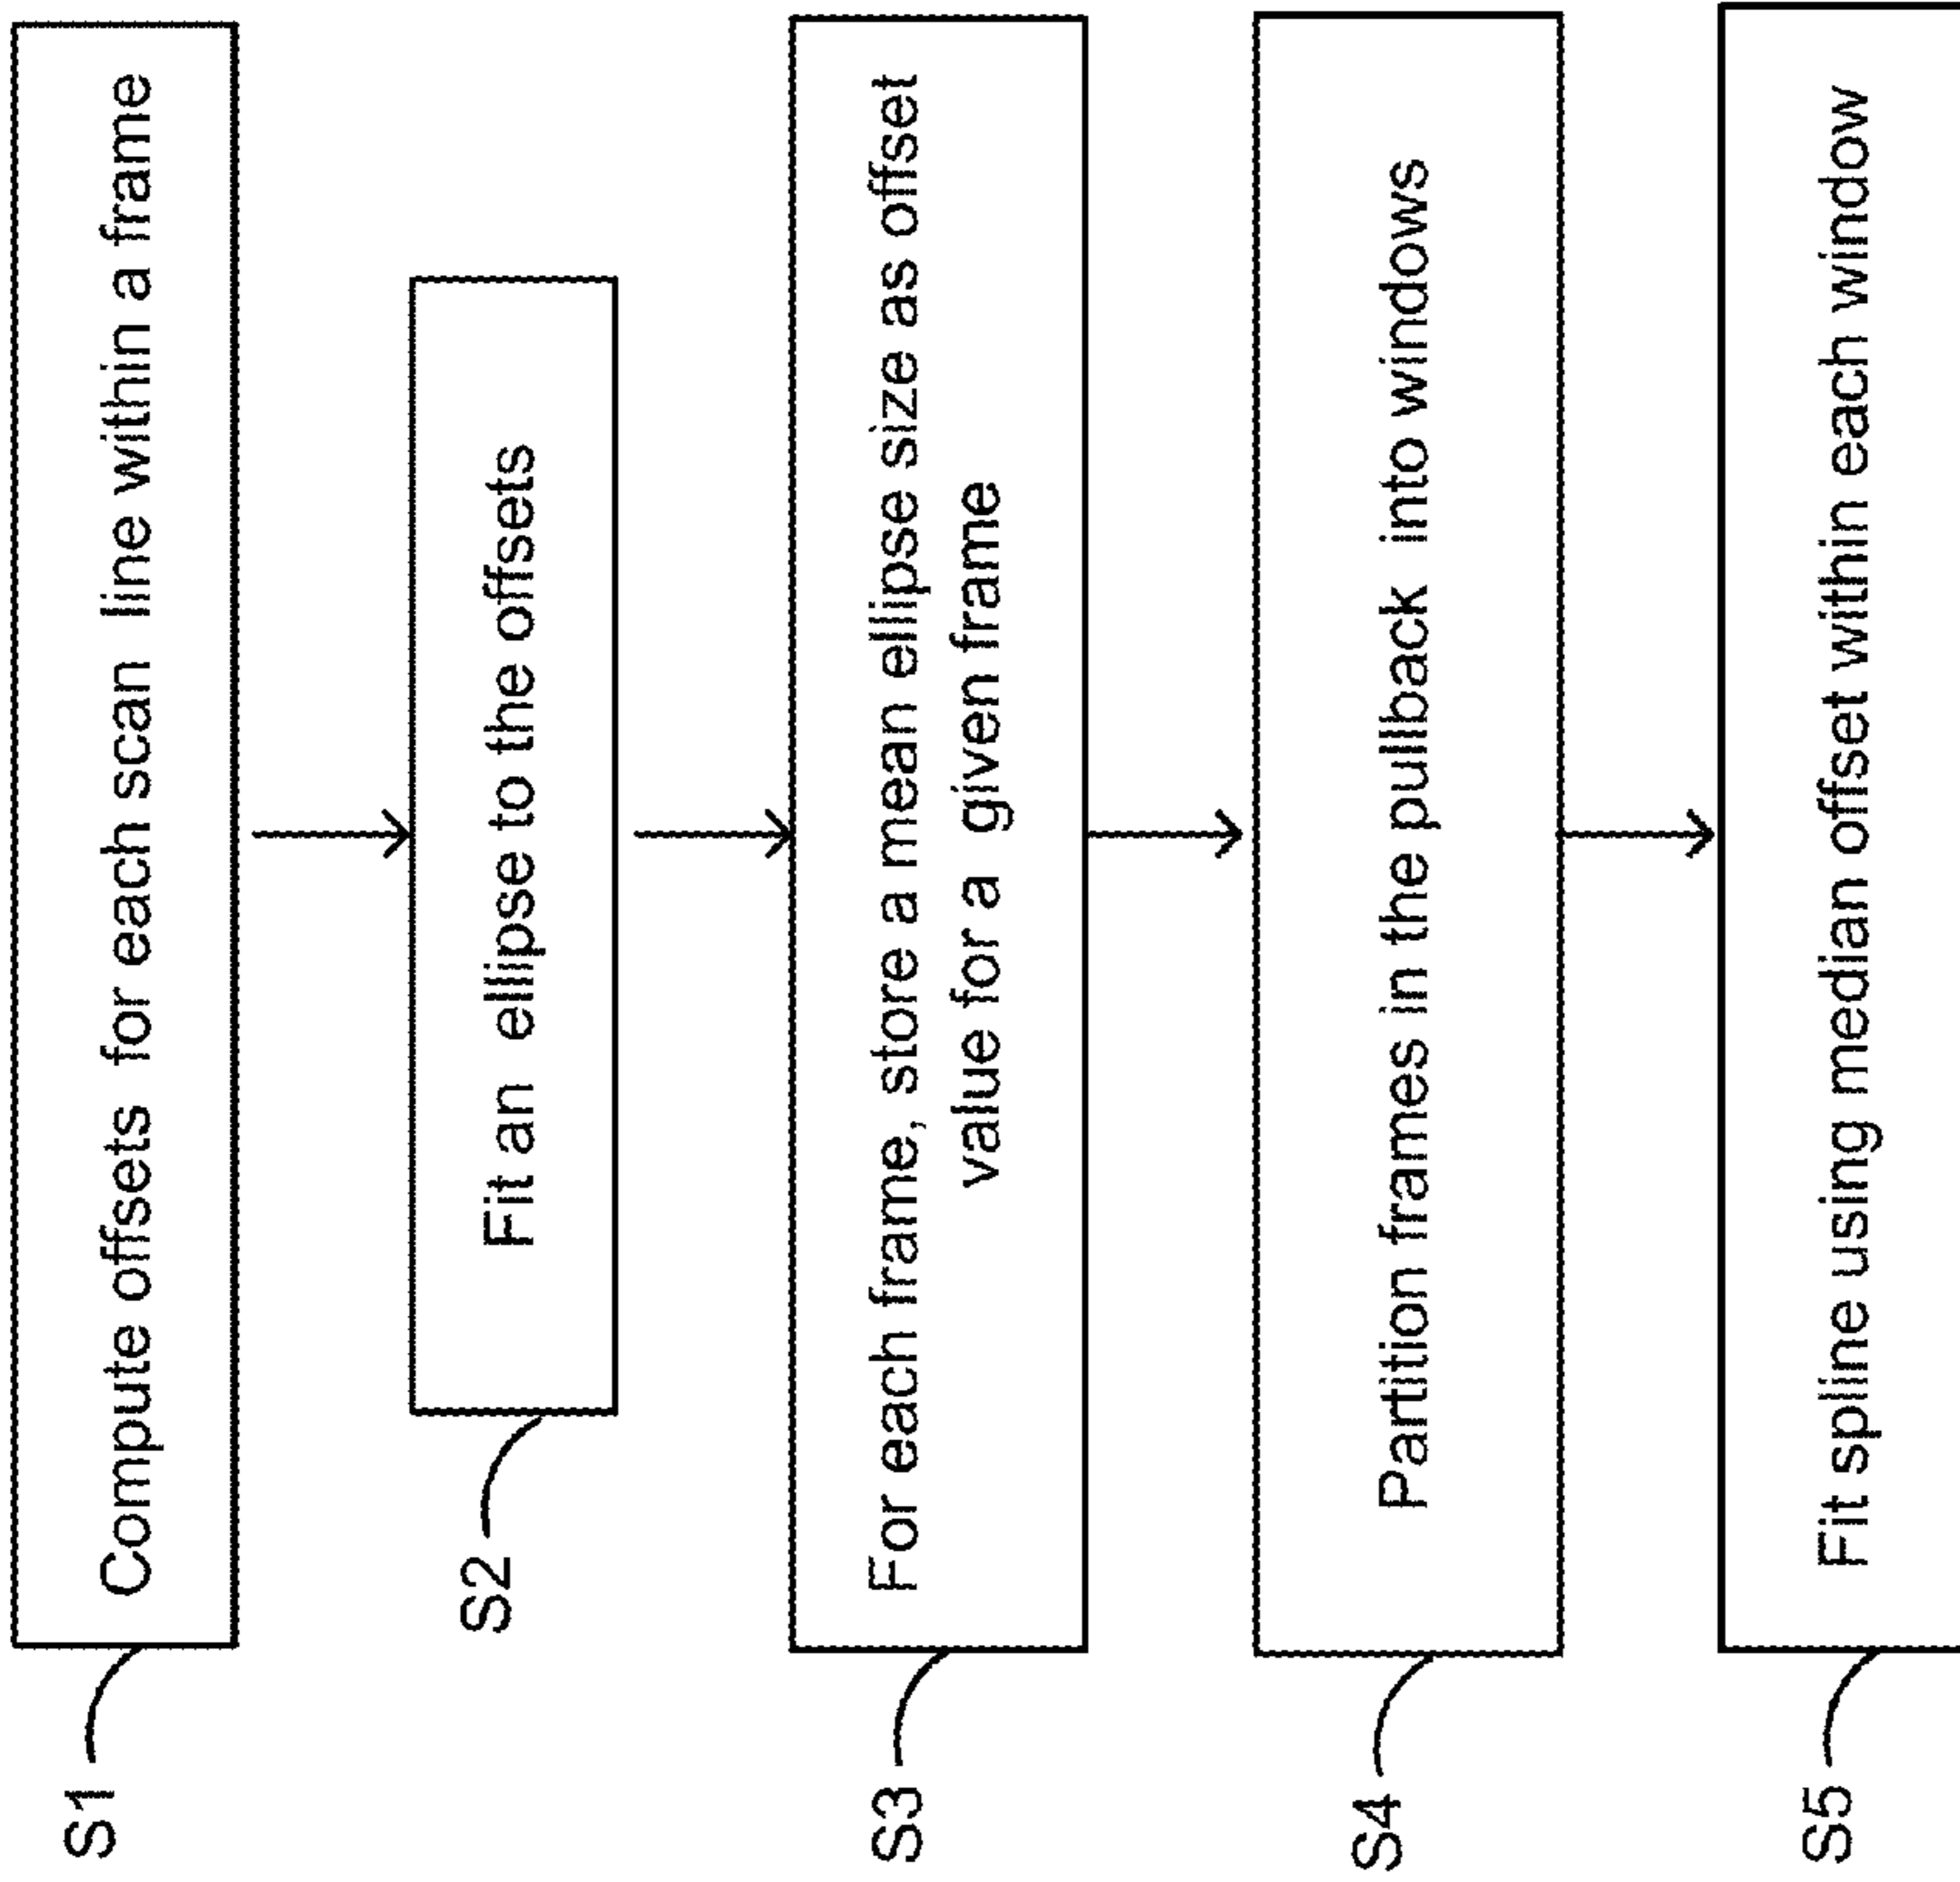 S1
Compute offsets for each scan line within a frame
S2
Fit an ellipse to the offsets
S3
For each frame, store a mean ellipse size as offset
value for a given frame
S4
Partition frames in the pullback into windows
S5
Fit spline using median offset within each window